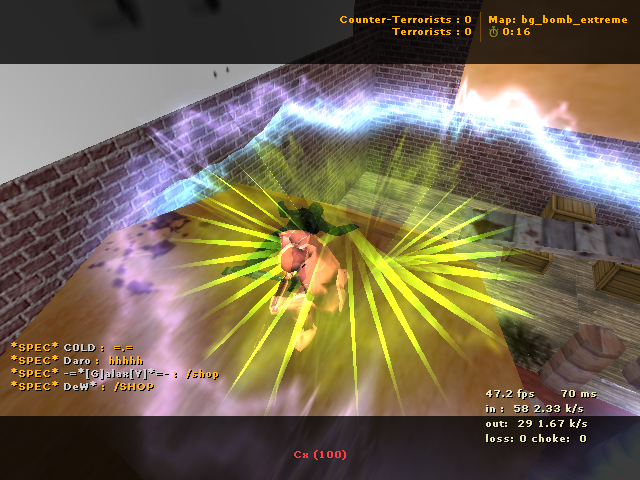 Counter-Terrorists : 0
Terrorists : 0
Map: bg_bomb_extreme
0:16
*SPEC* C0LD : =.=
*SPEC* Daro : hhhhh
*SPEC* -=*[G]alax[Y]*=- : /shop
*SPEC* DeW* : /SHOP
47.2 fps 70 ms
in : 58 2.33 k/s
out: 29 1.67 k/s
loss: 0 choke: 0
Cx (100)